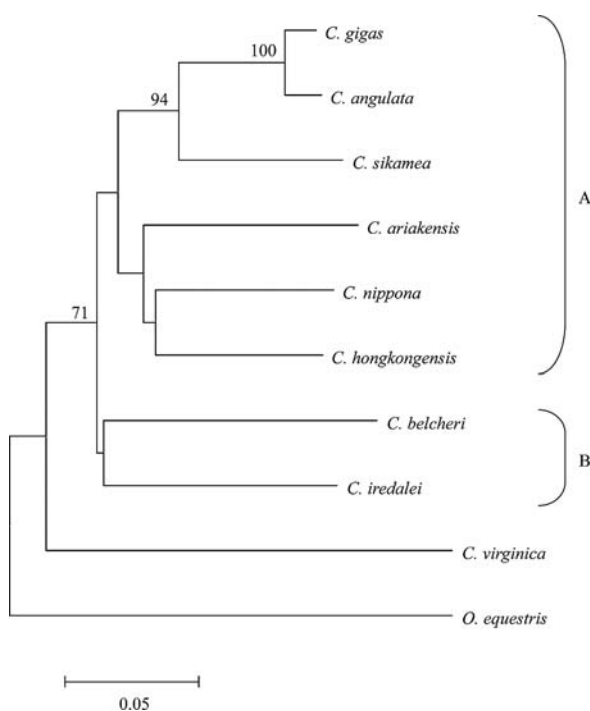 C. gigas
100
C. angulata
94
C. sikamea
A
C. ariakensis
C. nippona
71
C. hongkongensis
C. belcheri
B
C. iredalei
C. virginica
O. equestris
0.05